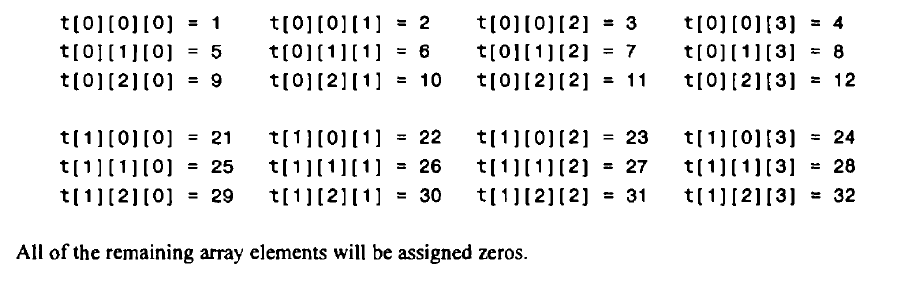 t[0][0][0] = 1 t[0][0][1] = 2 t[0][0][2] = 3 t[0][0][3] = 4
t[0][1][0] = 5 t[0][1][1] = 6 t[0][1][2] = 7 t[0][1][3] = 8
t[0][2][0] = 9 t[0][2][1] = 10 t[0][2][2] = 11 t[0][2][3] = 12
t[1][0][0] = 21 t[1][0][1] = 22 t[1][0][2] = 23 t[1][0][3] = 24
t[1][1][0] = 25 t[1][1][1] = 26 t[1][1][2] = 27 t[1][1][3] = 28
t[1][2][0] = 29 t[1][2][1] = 30 t[1][2][2] = 31 t[1][2][3] = 32
All of the remaining array elements will be assigned zeros.